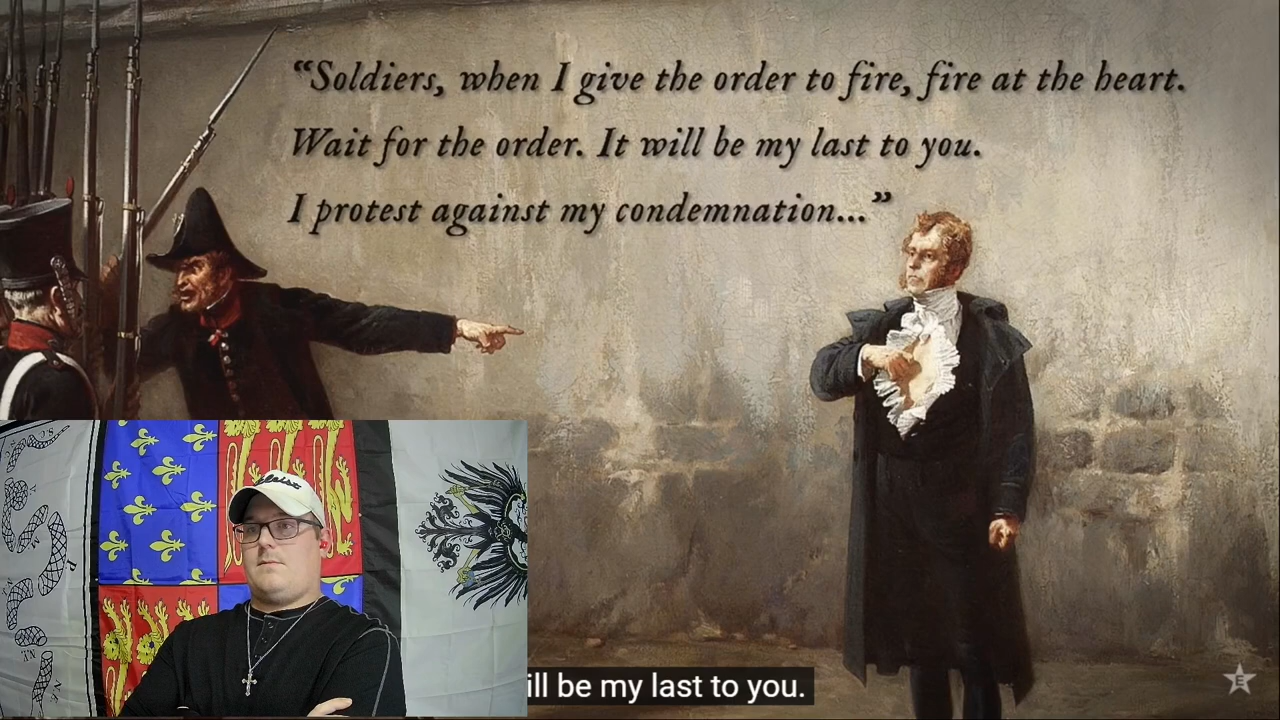 “Soldiers, when I give the order to fire, fire at the heart.
Wait for the order. It will be my last to you.
I protest against my condemnation...”
ill be my last to you.
E